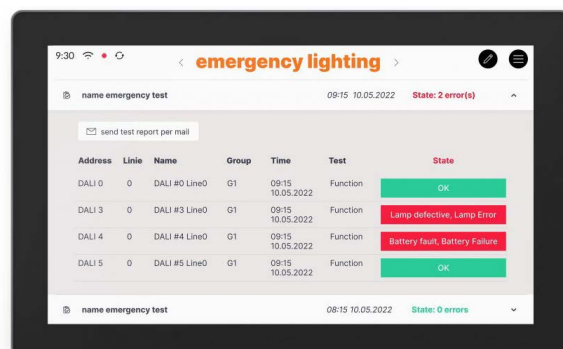 9:30
< emergency lighting >
name emergency test 09:15 10.05.2022 State: 2 error(s)
send test report per mail
Address Linie Name Group Time Test State
DALI 0 0 DALI #0 Line0 G1 09:15 10.05.2022 Function OK
DALI 3 0 DALI #3 Line0 G1 09:15 10.05.2022 Function Lamp defective, Lamp Error
DALI 4 0 DALI #4 Line0 G1 09:15 10.05.2022 Function Battery fault, Battery Failure
DALI 5 0 DALI #5 Line0 G1 09:15 10.05.2022 Function OK
name emergency test 08:15 10.05.2022 State: 0 errors